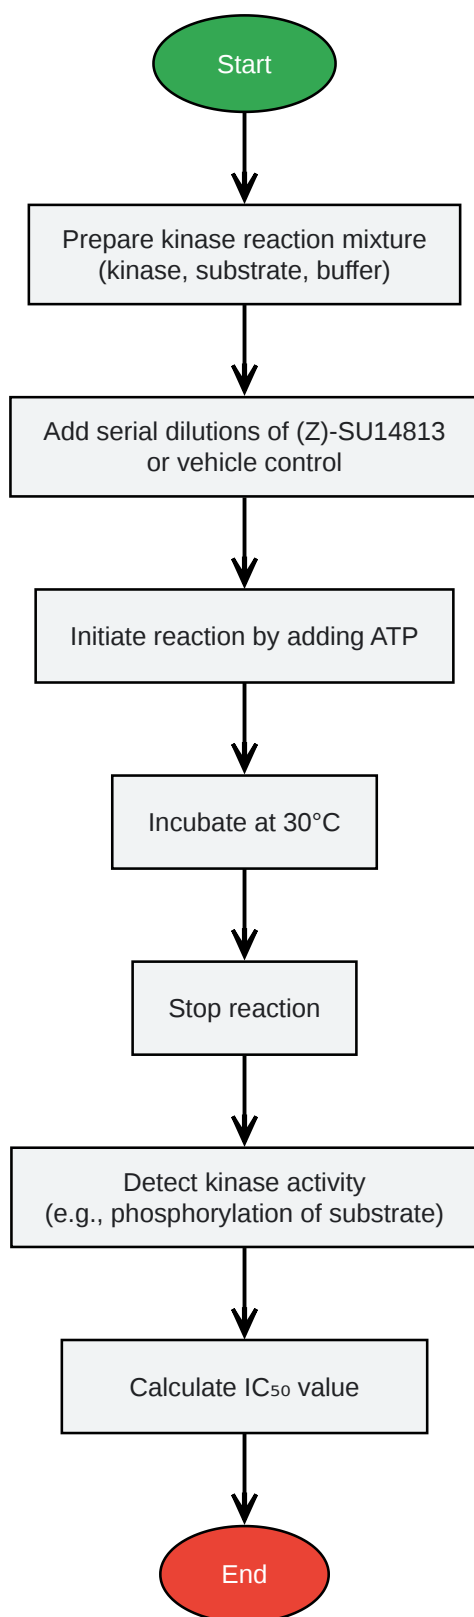 Start
Prepare kinase reaction mixture
(kinase, substrate, buffer)
Add serial dilutions of (Z)-SU14813
or vehicle control
Initiate reaction by adding ATP
Incubate at 30°C
Stop reaction
Detect kinase activity
(e.g., phosphorylation of substrate)
Calculate IC₅₀ value
End